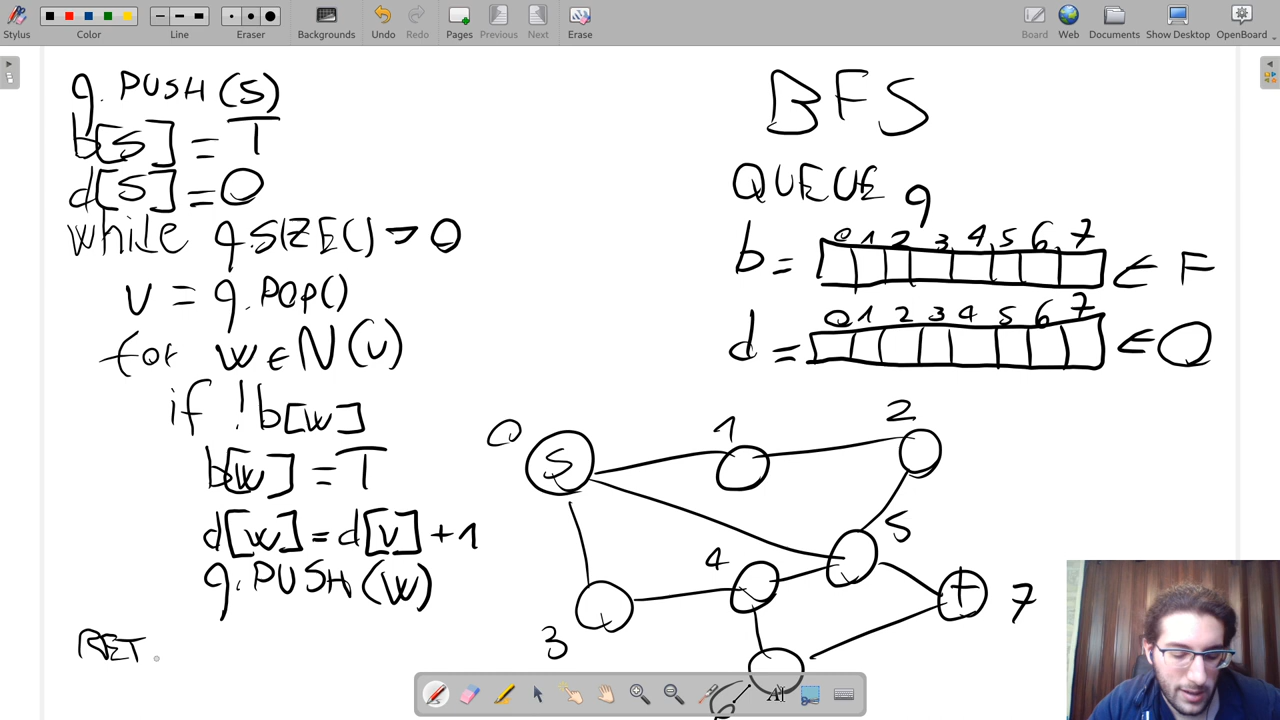 Stylus
Color
Line
Eraser
Backgrounds
Undo
Redo
Pages
Previous
Next
Erase
Board
Web
Documents
Show Desktop
OpenBoard
q. PUSH (S)
b[S] = T
d[S] = 0
while q.SIZE() > 0
v = q.POP()
for w ∈ N(v)
if !b[w]
b[w] = T
d[w] = d[v] + 1
q.PUSH(w)
RET
BFS
QUEUE q
0 1 2 3 4 5 6 7
b = ∈ F
0 1 2 3 4 5 6 7
d = ∈ 0
0
S
1
2
3
4
5
t
7
6
AI